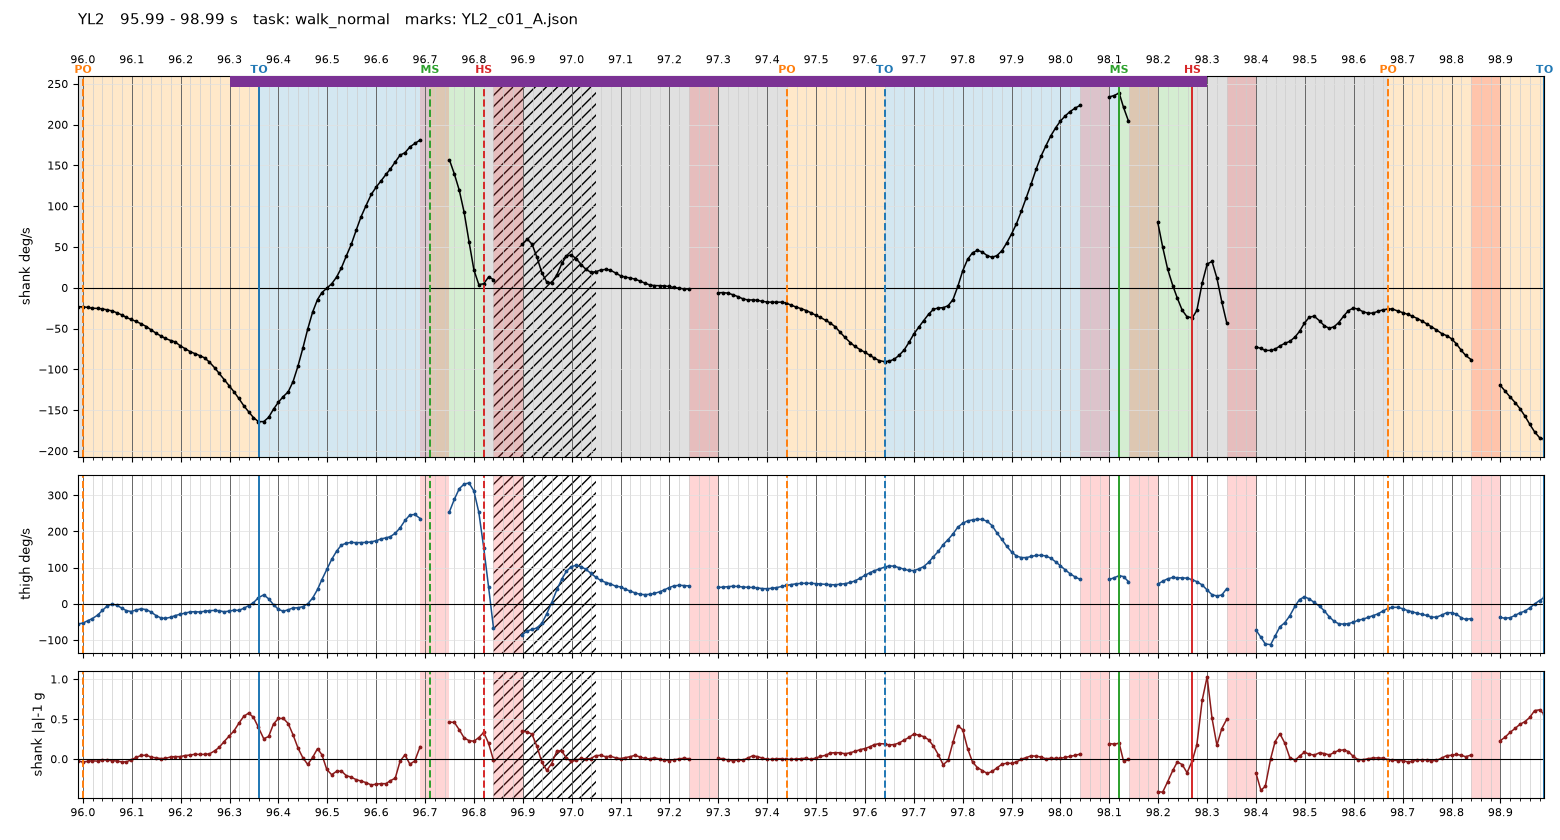 YL2   95.99 - 98.99 s   task: walk_normal   marks: YL2_c01_A.json
96.0 96.1 96.2 96.3 96.4 96.5 96.6 96.7 96.8 96.9 97.0 97.1 97.2 97.3 97.4 97.5 97.6 97.7 97.8 97.9 98.0 98.1 98.2 98.3 98.4 98.5 98.6 98.7 98.8 98.9
PO TO MS HS PO TO MS HS PO TO
shank deg/s
250
200
150
100
50
0
−50
−100
−150
−200
thigh deg/s
300
200
100
0
−100
shank |a|-1 g
1.0
0.5
0.0
96.0 96.1 96.2 96.3 96.4 96.5 96.6 96.7 96.8 96.9 97.0 97.1 97.2 97.3 97.4 97.5 97.6 97.7 97.8 97.9 98.0 98.1 98.2 98.3 98.4 98.5 98.6 98.7 98.8 98.9